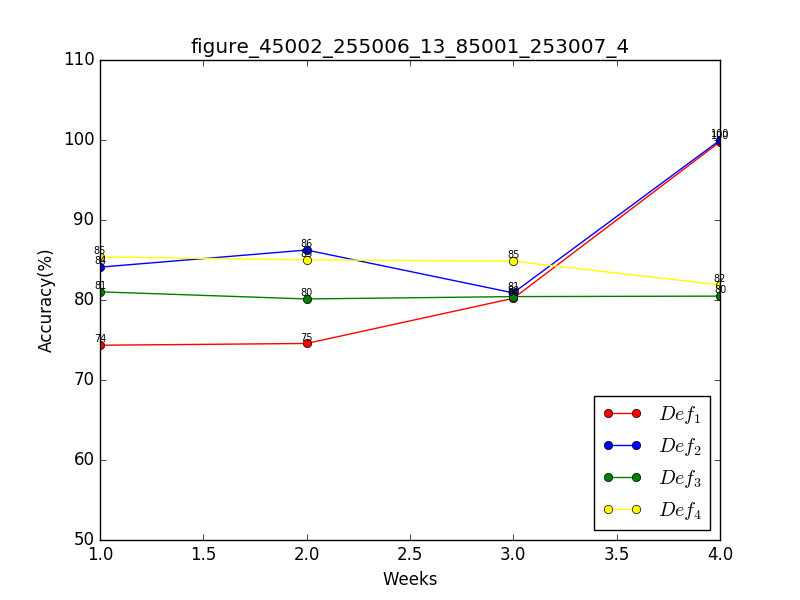 figure_45002_255006_13_85001_253007_4
110
100
90
80
70
60
50
Accuracy(%)
1.0 1.5 2.0 2.5 3.0 3.5 4.0
Weeks
74 75 100
84 86 81 100
81 80 80
85 85 82
Def1
Def2
Def3
Def4